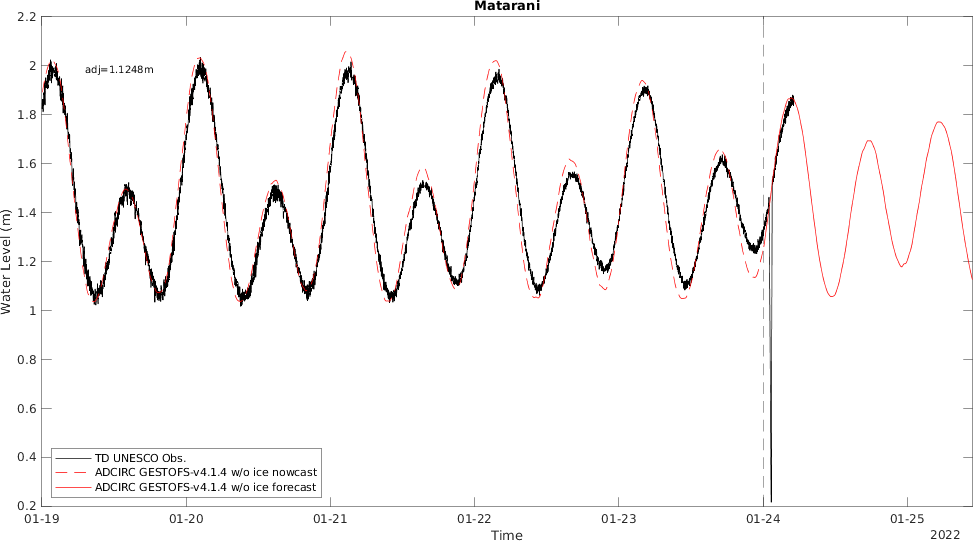 Matarani
2.2
2
1.8
1.6
1.4
1.2
1
0.8
0.6
0.4
0.2
Water Level (m)
adj=1.1248m
TD UNESCO Obs.
ADCIRC GESTOFS-v4.1.4 w/o ice nowcast
ADCIRC GESTOFS-v4.1.4 w/o ice forecast
01-19 01-20 01-21 01-22 01-23 01-24 01-25
Time
2022